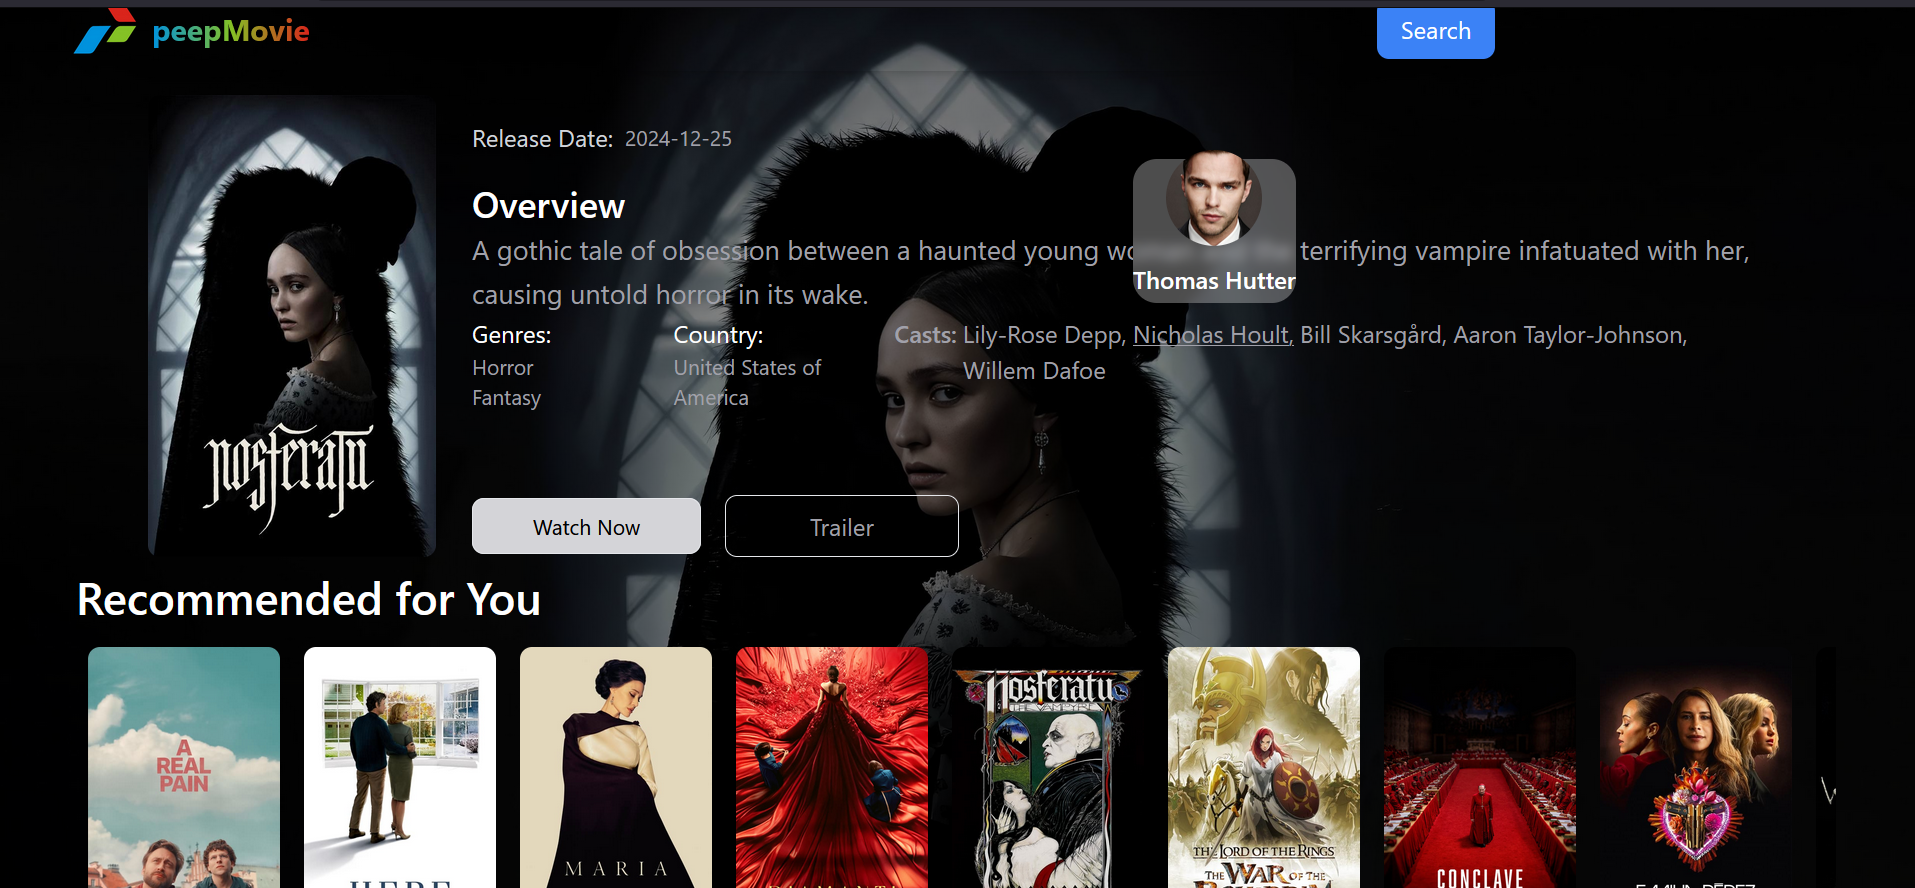 peepMovie
Search
Release Date: 2024-12-25
Overview
A gothic tale of obsession between a haunted young terrifying vampire infatuated with her,
causing untold horror in its wake.
Thomas Hutter
Genres:
Horror
Fantasy
Country:
United States of
America
Casts: Lily-Rose Depp, Nicholas Hoult, Bill Skarsgård, Aaron Taylor-Johnson,
Willem Dafoe
nosferatu
Watch Now
Trailer
Recommended for You
A
REAL
PAIN
HERE
MARIA
DIAMANTI
Nosferatu
THE VAMPYRE
THE LORD OF THE RINGS
THE WAR OF THE
ROHIRRIM
CONCLAVE
EMILIA PÉREZ